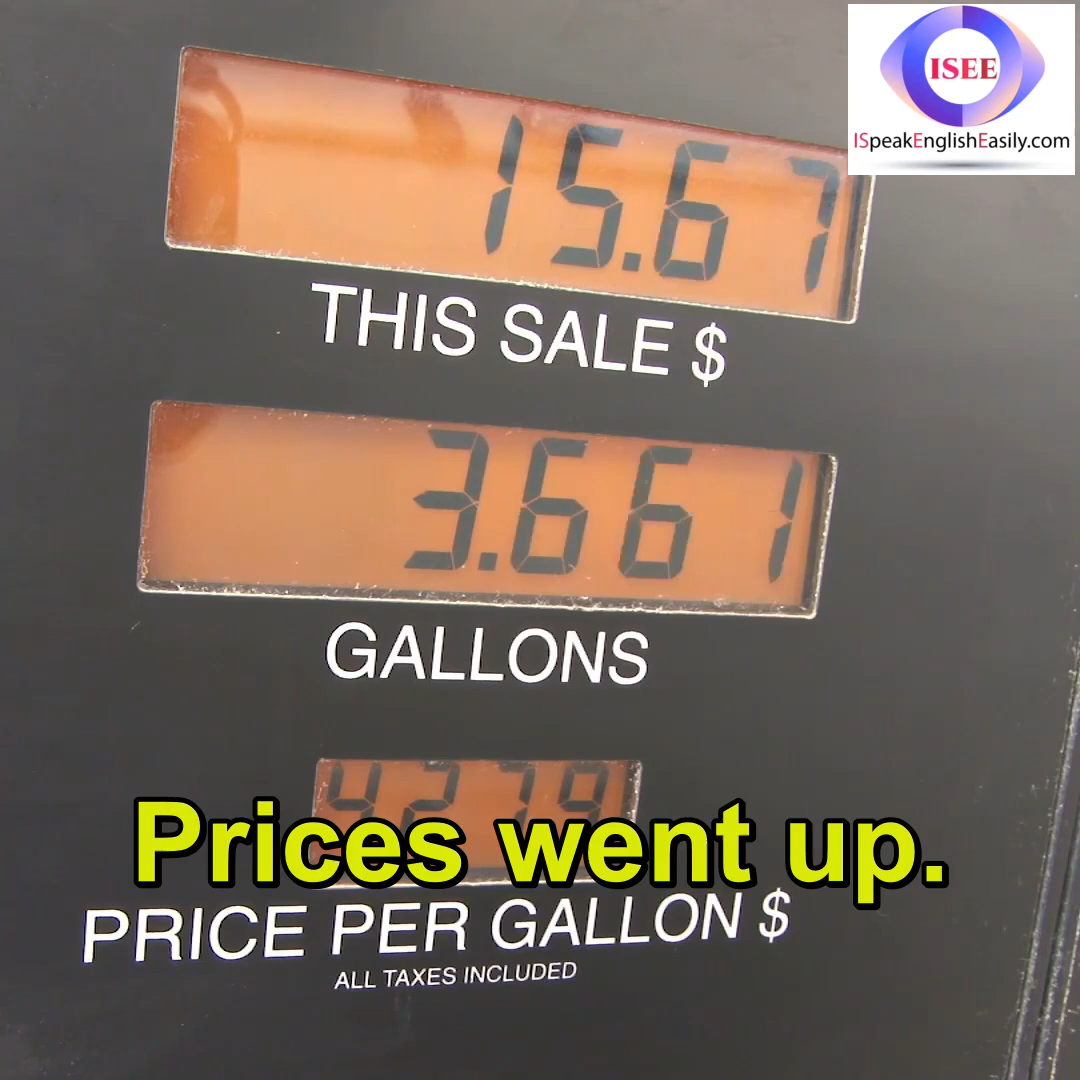 ISEE
ISpeakEnglishEasily.com
15.67
THIS SALE $
3.661
GALLONS
4279
Prices went up.
PRICE PER GALLON $
ALL TAXES INCLUDED